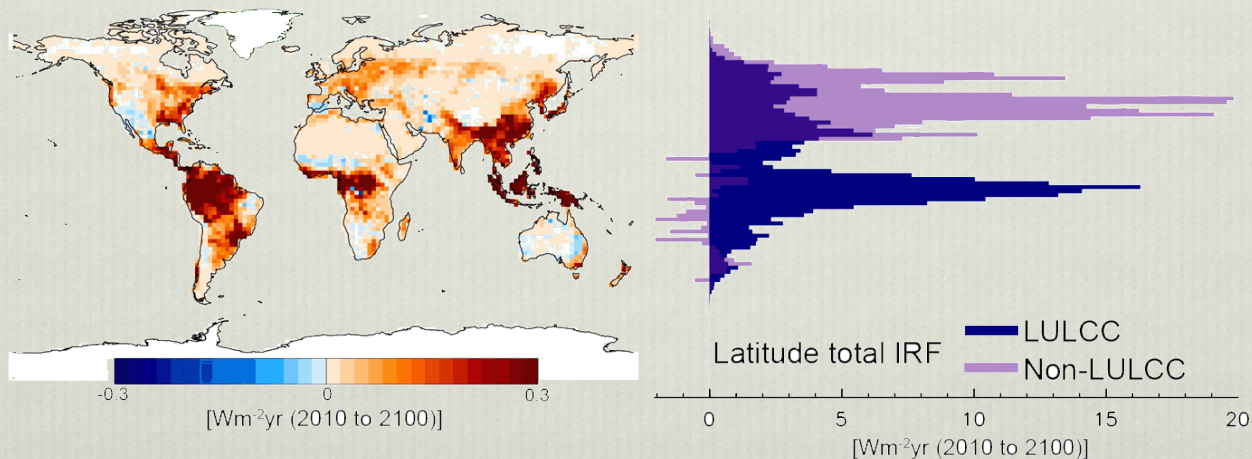 -0.3
0
0.3
[Wm⁻²yr (2010 to 2100)]
LULCC
Latitude total IRF
Non-LULCC
0
5
10
15
20
[Wm⁻²yr (2010 to 2100)]